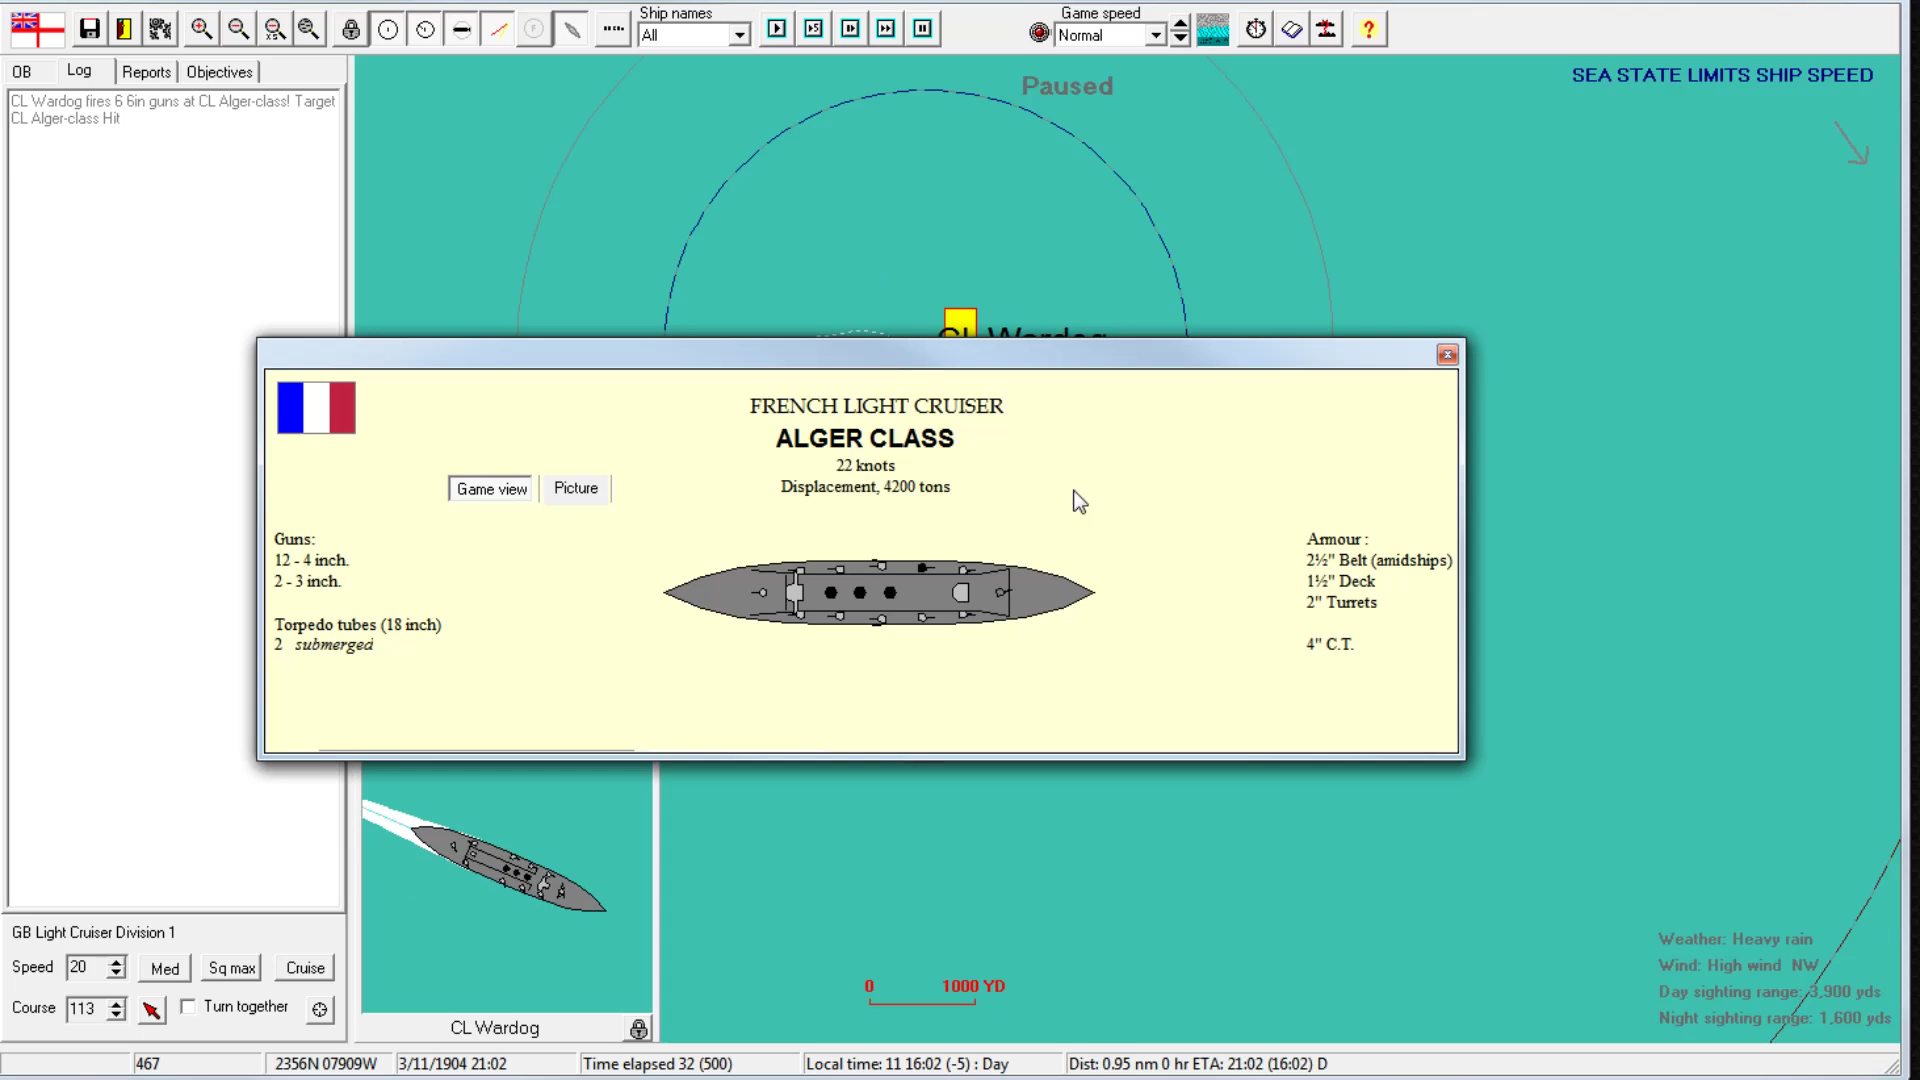 Ship names
All
Game speed
Normal
?
OB
Log
Reports
Objectives
CL Wardog fires 6 6in guns at CL Alger-class! Target
CL Alger-class Hit
Paused
SEA STATE LIMITS SHIP SPEED
CL Wardog
FRENCH LIGHT CRUISER
ALGER CLASS
22 knots
Displacement, 4200 tons
Game view
Picture
Guns:
12 - 4 inch.
2 - 3 inch.
Torpedo tubes (18 inch)
2 submerged
Armour :
2½" Belt (amidships)
1½" Deck
2" Turrets
4" C.T.
GB Light Cruiser Division 1
Speed 20 Med Sq max Cruise
Course 113 Turn together
CL Wardog
0 1000 YD
Weather: Heavy rain
Wind: High wind NW
Day sighting range: 3,900 yds
Night sighting range: 1,600 yds
467
2356N 07909W
3/11/1904 21:02
Time elapsed 32 (500)
Local time: 11 16:02 (-5) : Day
Dist: 0.95 nm 0 hr ETA: 21:02 (16:02) D